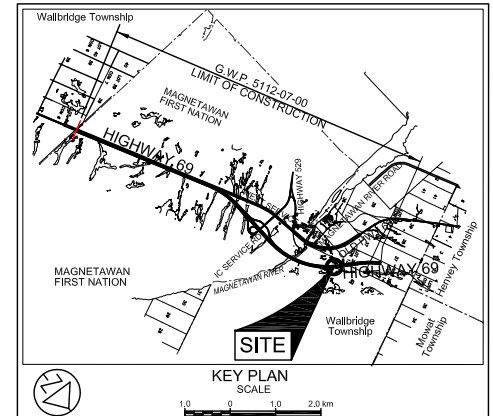 Wallbridge Township
G.W.P. 5112-07-00
LIMIT OF CONSTRUCTION
MAGNETAWAN
FIRST NATION
HIGHWAY 69
HIGHWAY 529
MAGNETAWAN RIVER ROAD
IC SERVICE
MAGNETAWAN RIVER
HIGHWAY 69
MAGNETAWAN
FIRST NATION
Henvey Township
Wallbridge
Township
Mowat
Township
SITE
KEY PLAN
SCALE
1.0 0 1.0 2.0 km